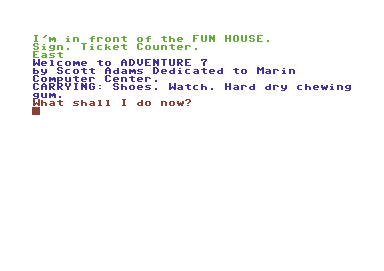 I'm in front of the FUN HOUSE.
Sign. Ticket Counter.
East
Welcome to ADVENTURE 7
by Scott Adams Dedicated to Marin
Computer Center.
CARRYING: Shoes. Watch. Hard dry chewing
gum.
What shall I do now?